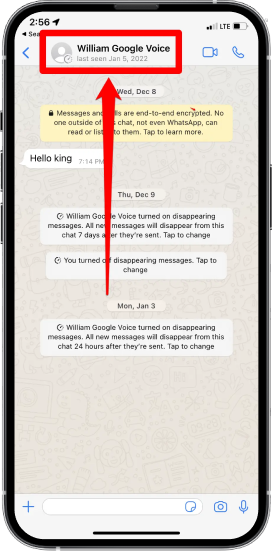 2:56
LTE
Sea
William Google Voice
last seen Jan 5, 2022
Wed, Dec 8
Messages and calls are end-to-end encrypted. No
one outside of this chat, not even WhatsApp, can
read or listen to them. Tap to learn more.
Hello king 7:14 PM
Thu, Dec 9
William Google Voice turned on disappearing
messages. All new messages will disappear from this
chat 7 days after they're sent. Tap to change
You turned off disappearing messages. Tap to
change
Mon, Jan 3
William Google Voice turned on disappearing
messages. All new messages will disappear from this
chat 24 hours after they're sent. Tap to change